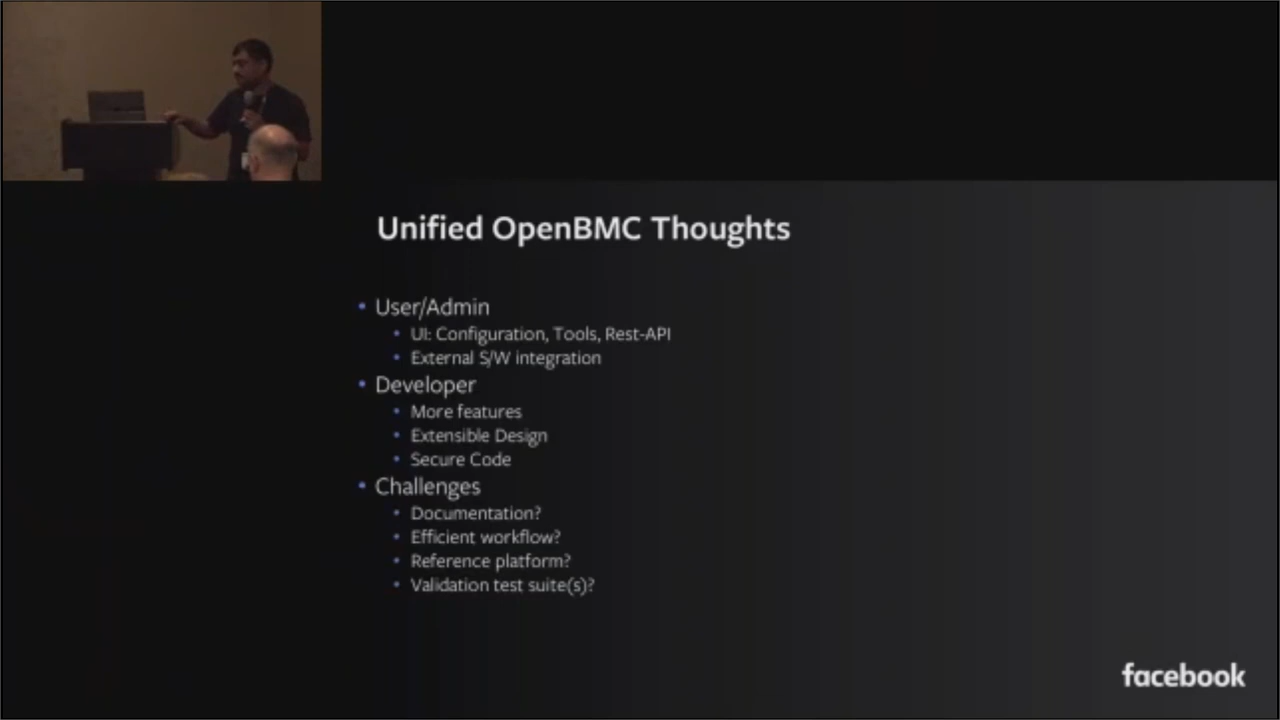 Unified OpenBMC Thoughts
• User/Admin
• UI: Configuration, Tools, Rest-API
• External S/W integration
• Developer
• More features
• Extensible Design
• Secure Code
• Challenges
• Documentation?
• Efficient workflow?
• Reference platform?
• Validation test suite(s)?
facebook